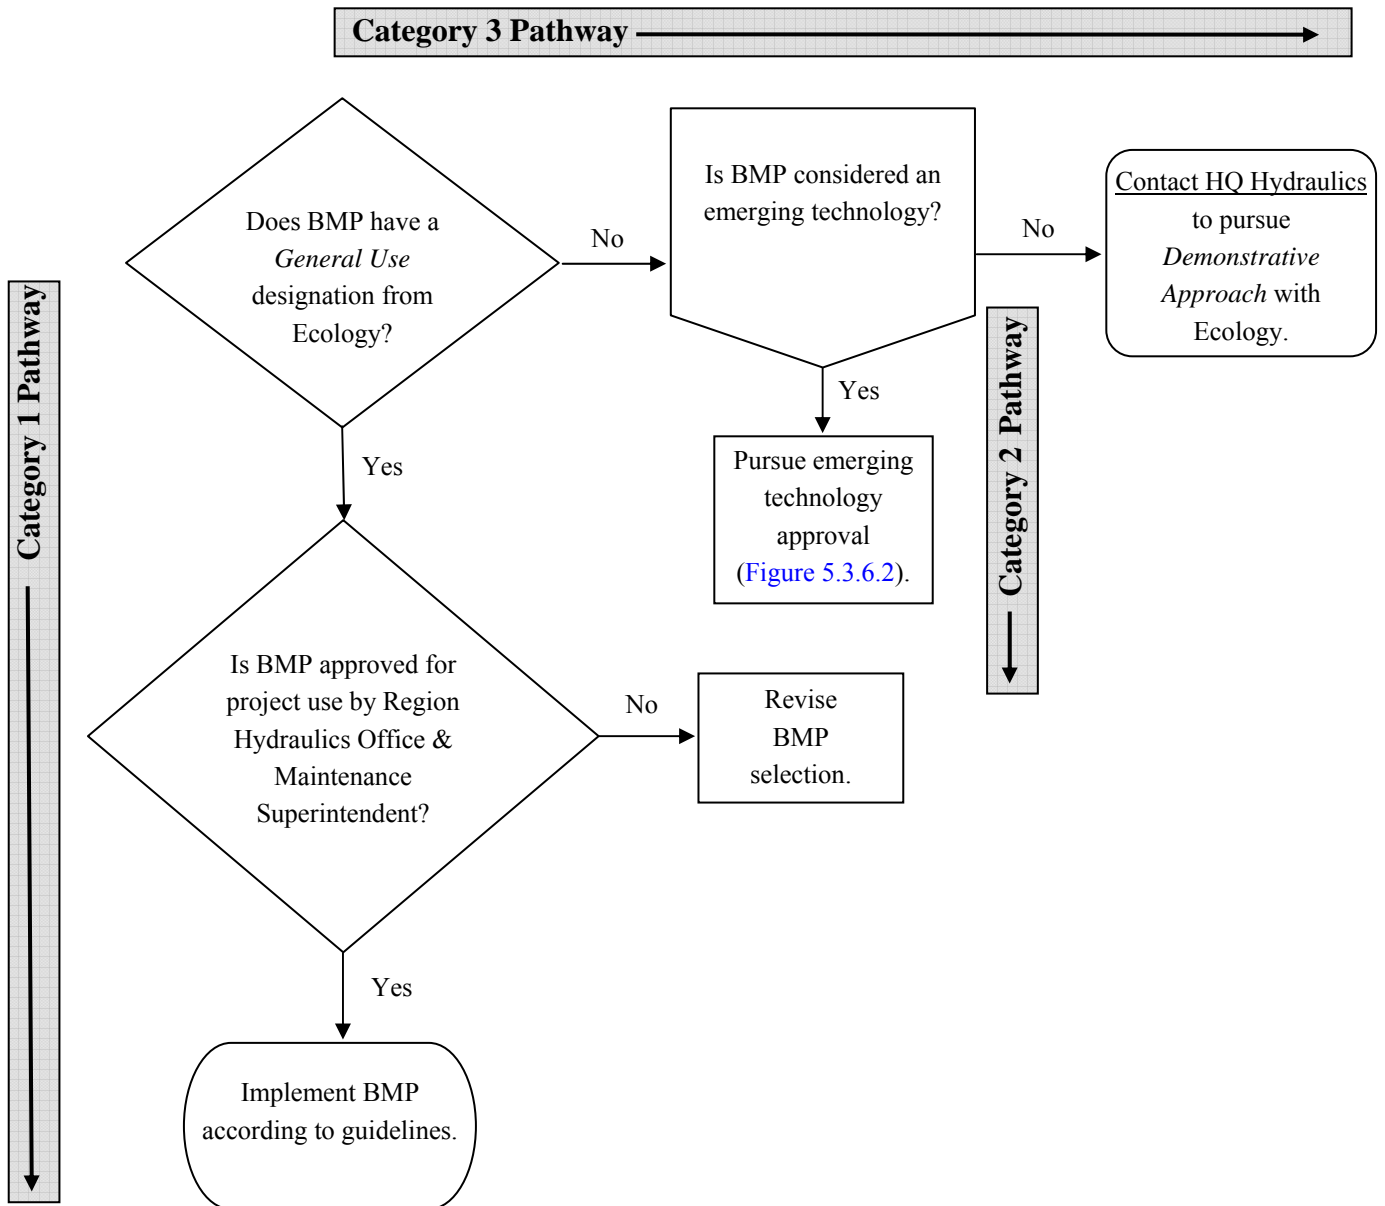 Category 3 Pathway
Does BMP have a
General Use
designation from
Ecology?
No
Is BMP considered an
emerging technology?
No
Contact HQ Hydraulics
to pursue
Demonstrative
Approach with
Ecology.
Category 1 Pathway
Yes
Yes
Pursue emerging
technology
approval
(Figure 5.3.6.2).
Category 2 Pathway
Is BMP approved for
project use by Region
Hydraulics Office &
Maintenance
Superintendent?
No
Revise
BMP
selection.
Yes
Implement BMP
according to guidelines.